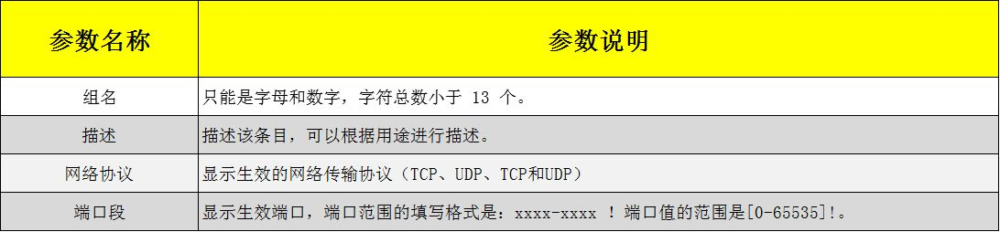 参数名称 参数说明
组名 只能是字母和数字，字符总数小于 13 个。
描述 描述该条目，可以根据用途进行描述。
网络协议 显示生效的网络传输协议（TCP、UDP、TCP和UDP）
端口段 显示生效端口，端口范围的填写格式是：xxxx-xxxx ！端口值的范围是[0-65535]!。